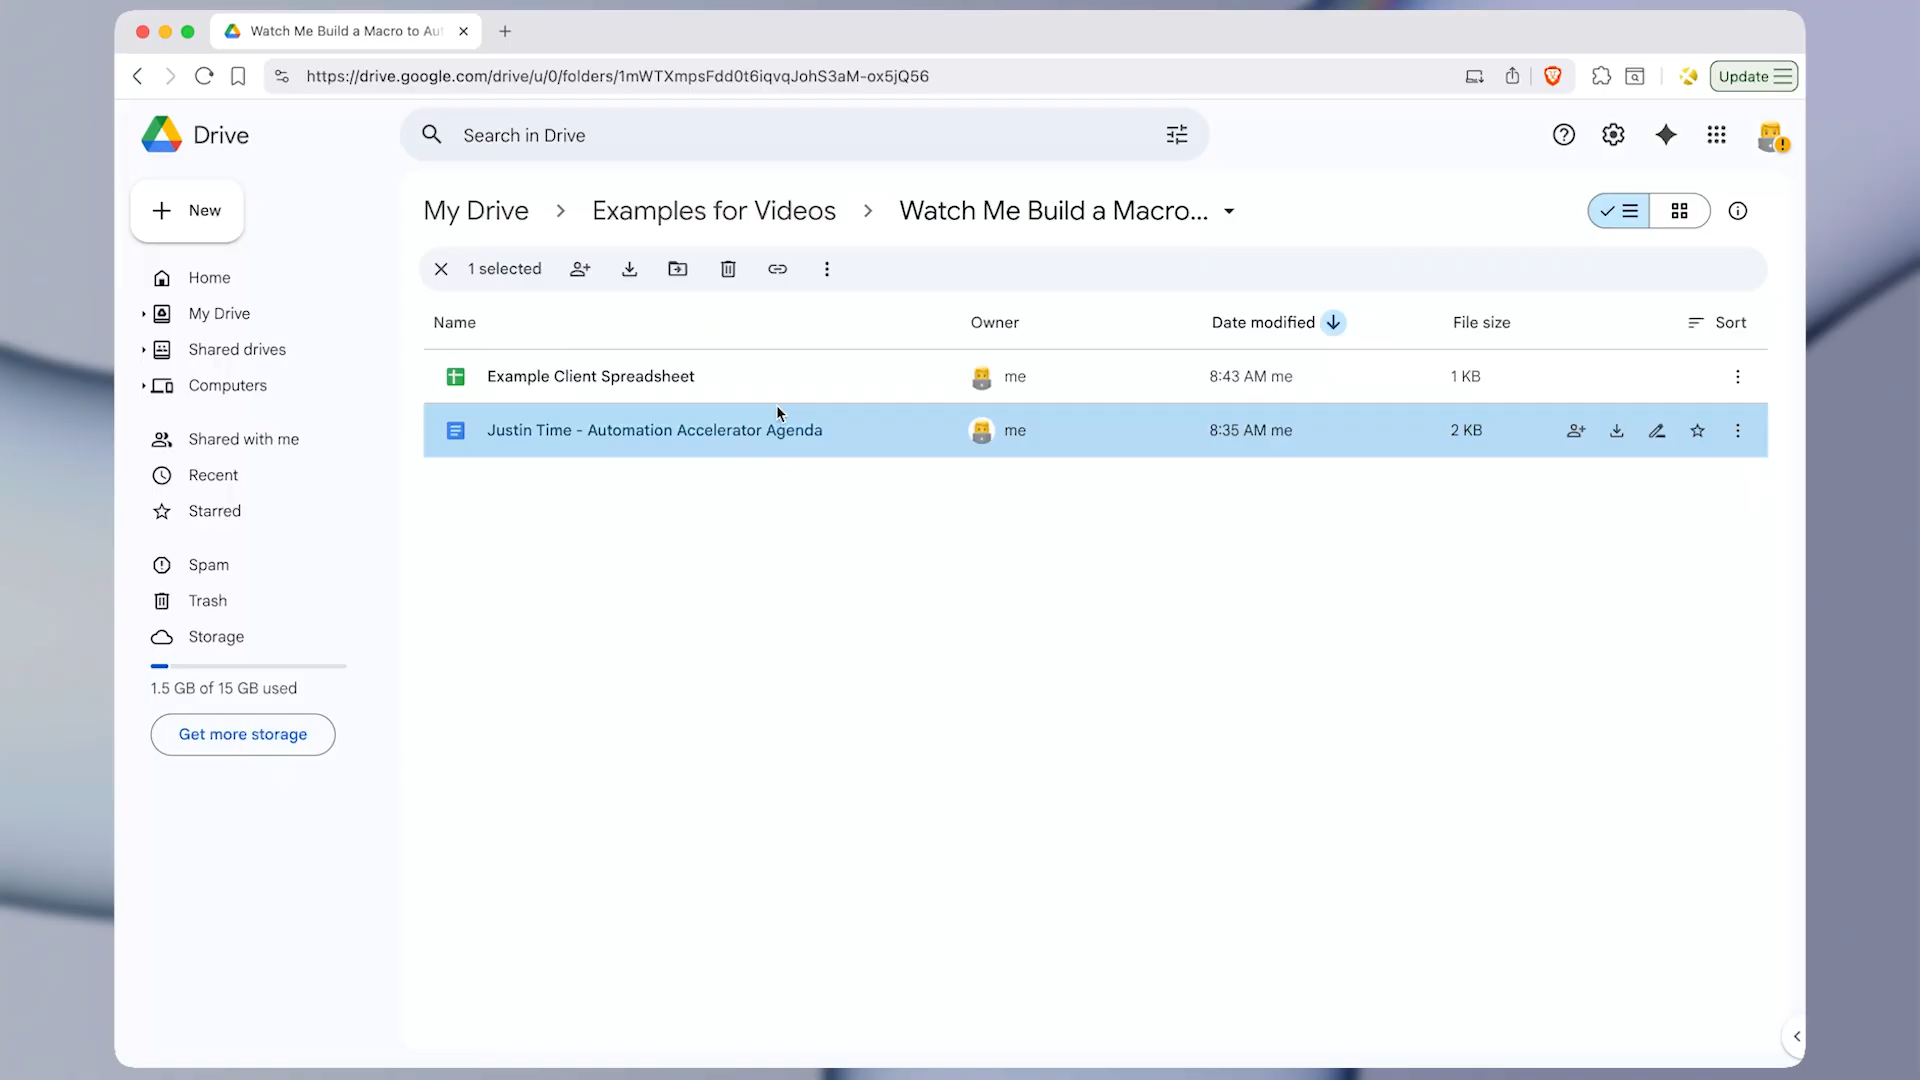 Watch Me Build a Macro to Au
https://drive.google.com/drive/u/0/folders/1mWTXmpsFdd0t6iqvqJohS3aM-ox5jQ56
Update
Drive
Search in Drive
New
My Drive
Examples for Videos
Watch Me Build a Macro...
1 selected
Home
My Drive
Shared drives
Computers
Shared with me
Recent
Starred
Spam
Trash
Storage
1.5 GB of 15 GB used
Get more storage
Name Owner Date modified File size Sort
Example Client Spreadsheet me 8:43 AM me 1 KB
Justin Time - Automation Accelerator Agenda me 8:35 AM me 2 KB